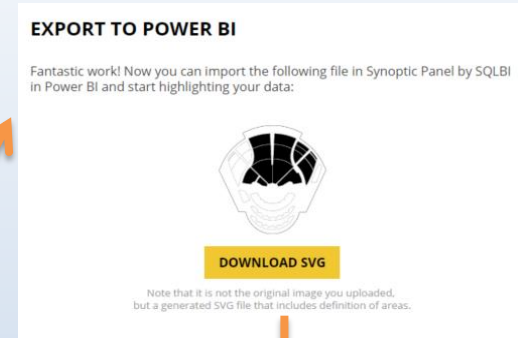 EXPORT TO POWER BI
Fantastic work! Now you can import the following file in Synoptic Panel by SQLBI
in Power BI and start highlighting your data:
DOWNLOAD SVG
Note that it is not the original image you uploaded,
but a generated SVG file that includes definition of areas.